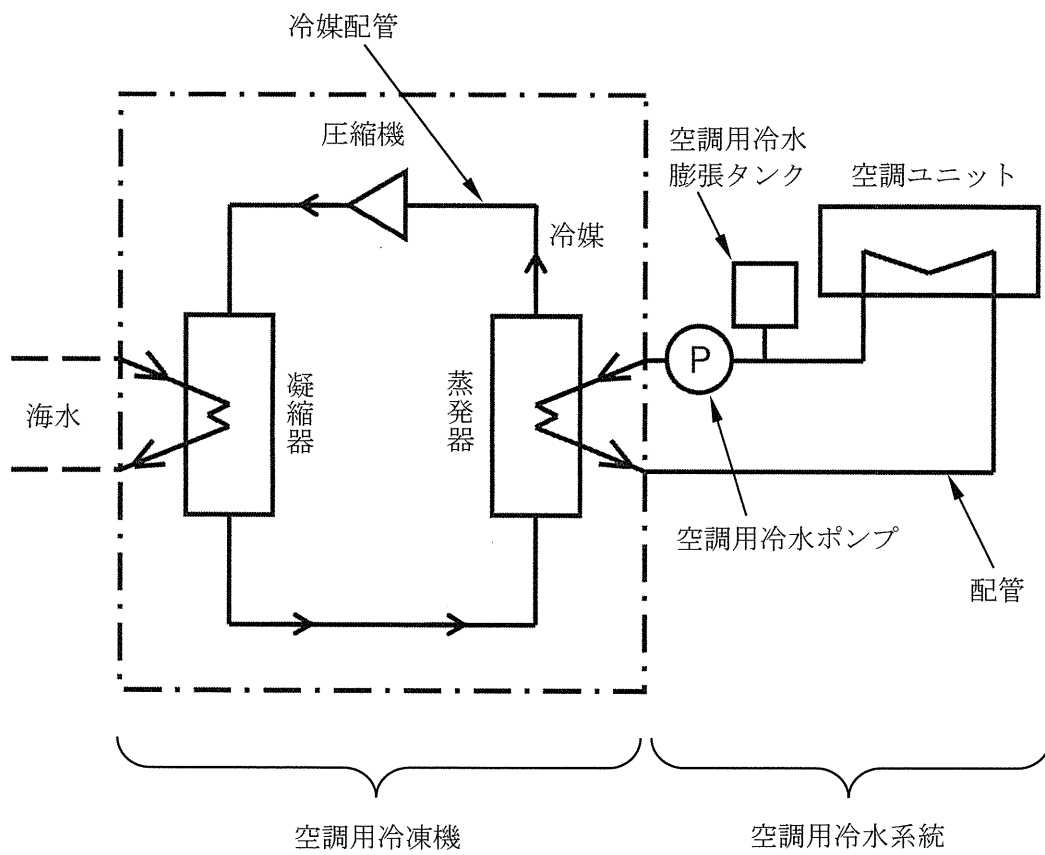 冷媒配管
圧縮機
空調用冷水
膨張タンク
空調ユニット
冷媒
P
海水
凝縮器
蒸発器
空調用冷水ポンプ
配管
空調用冷凍機
空調用冷水系統